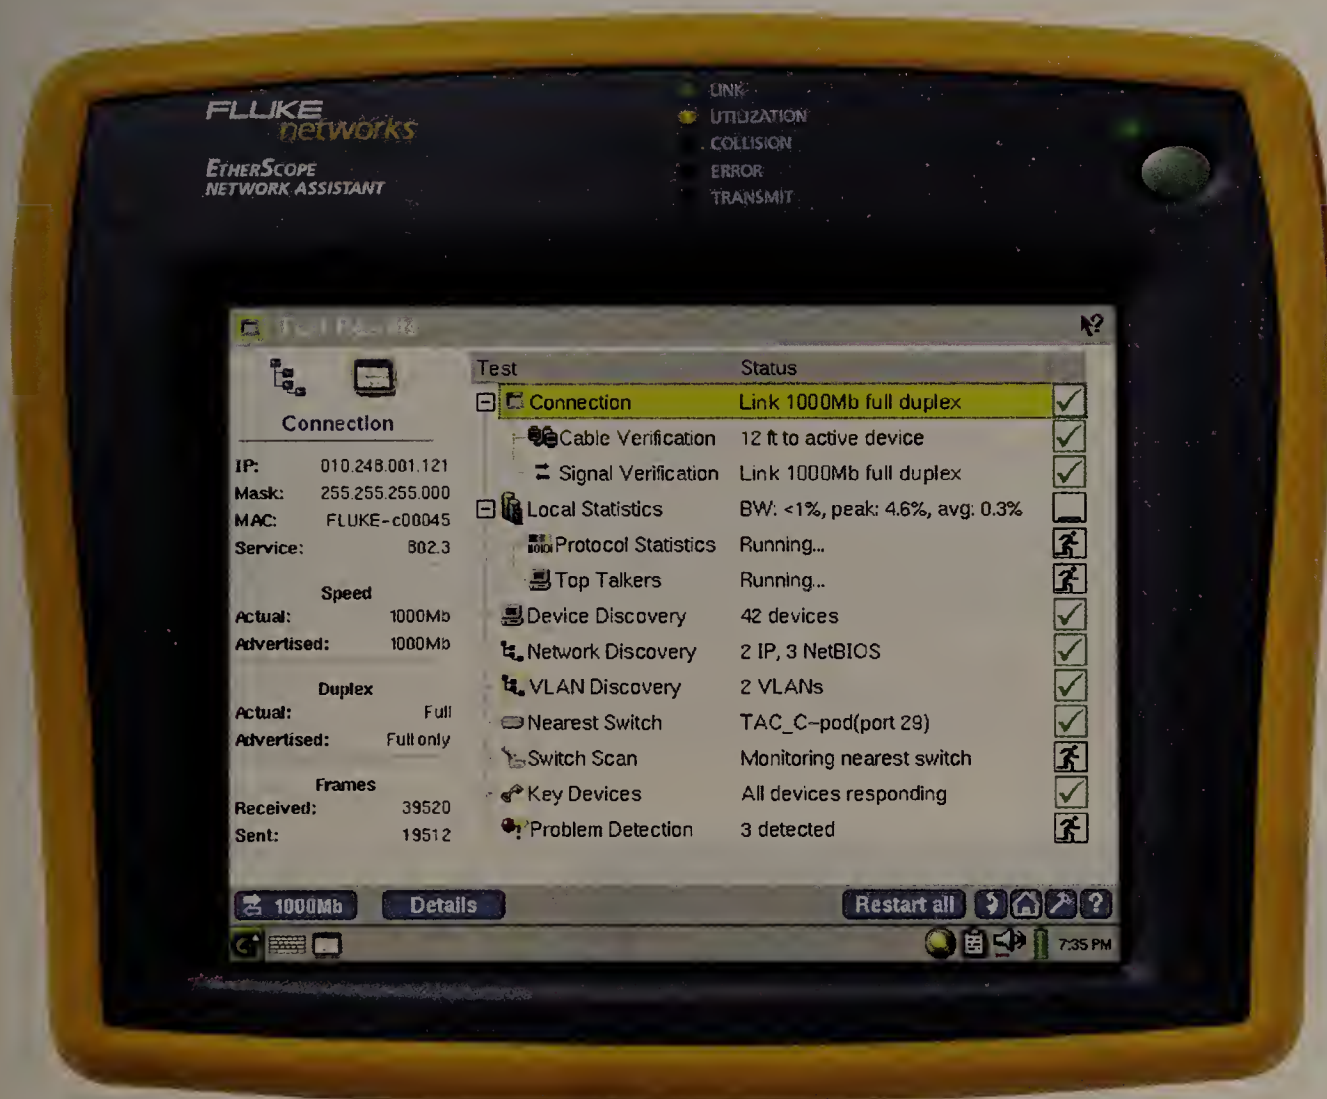 FLUKE
networks
ETHERSCOPE
NETWORK ASSISTANT
LINK
UTILIZATION
COLLISION
ERROR
TRANSMIT
Test Results
Connection
IP: 010.248.001.121
Mask: 255.255.255.000
MAC: FLUKE-c00045
Service: 802.3
Speed
Actual: 1000Mb
Advertised: 1000Mb
Duplex
Actual: Full
Advertised: Full only
Frames
Received: 39520
Sent: 19512
Test Status
Connection Link 1000Mb full duplex
Cable Verification 12 ft to active device
Signal Verification Link 1000Mb full duplex
Local Statistics BW: <1%, peak: 4.6%, avg: 0.3%
Protocol Statistics Running...
Top Talkers Running...
Device Discovery 42 devices
Network Discovery 2 IP, 3 NetBIOS
VLAN Discovery 2 VLANs
Nearest Switch TAC_C-pod(port 29)
Switch Scan Monitoring nearest switch
Key Devices All devices responding
Problem Detection 3 detected
1000Mb Details Restart all ?
7:35 PM